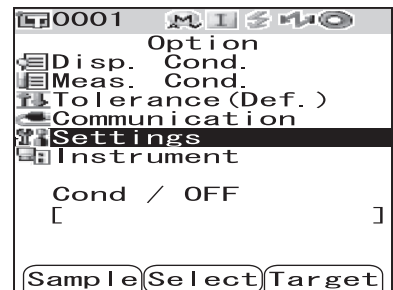 0001 M I
Option
Disp. Cond.
Meas. Cond.
Tolerance(Def.)
Communication
Settings
Instrument
Cond / OFF
[ ]
Sample Select Target